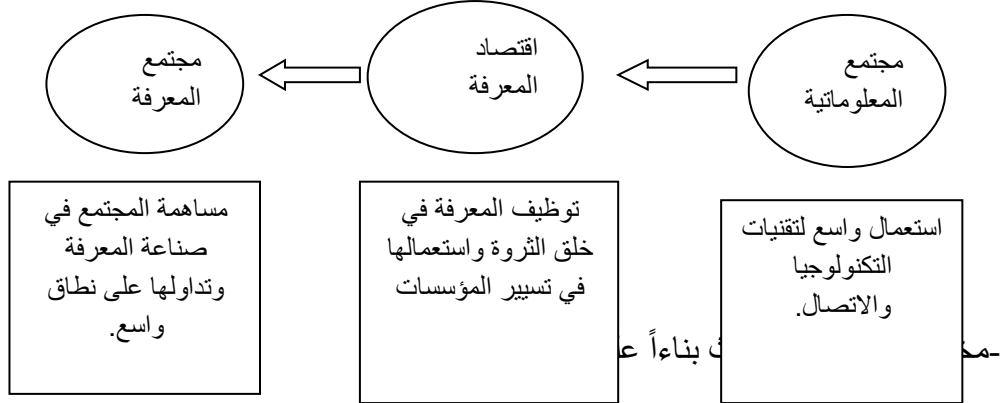 مجتمع
المعلوماتية
اقتصاد
المعرفة
مجتمع
المعرفة
استعمال واسع لتقنيات
التكنولوجيا
والاتصال.
توظيف المعرفة في
خلق الثروة واستعمالها
في تسيير المؤسسات
مساهمة المجتمع في
صناعة المعرفة
وتداولها على نطاق
واسع.
بناءاً